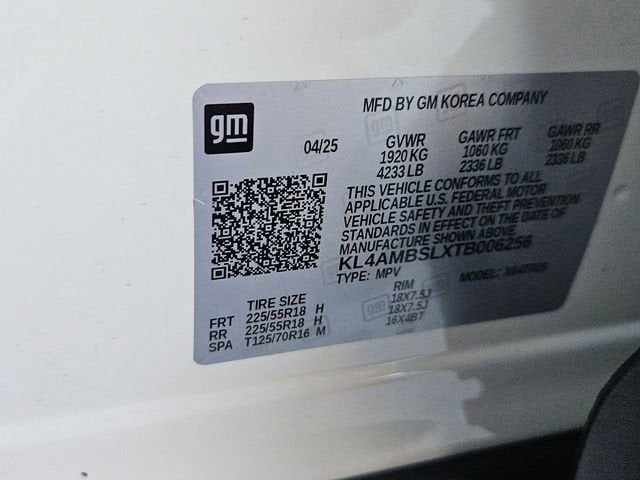 gm
MFD BY GM KOREA COMPANY
04/25
GVWR GAWR FRT GAWR RR
1920 KG 1060 KG 1060 KG
4233 LB 2336 LB 2336 LB
THIS VEHICLE CONFORMS TO ALL
APPLICABLE U.S. FEDERAL MOTOR
VEHICLE SAFETY AND THEFT PREVENTION
STANDARDS IN EFFECT ON THE DATE OF
MANUFACTURE SHOWN ABOVE.
KL4AMBSLXTB006256
TYPE: MPV MODEL:
TIRE SIZE RIM
FRT 225/55R18 H 18X7.5J
RR 225/55R18 H 18X7.5J
SPA T125/70R16 M 16X4BT